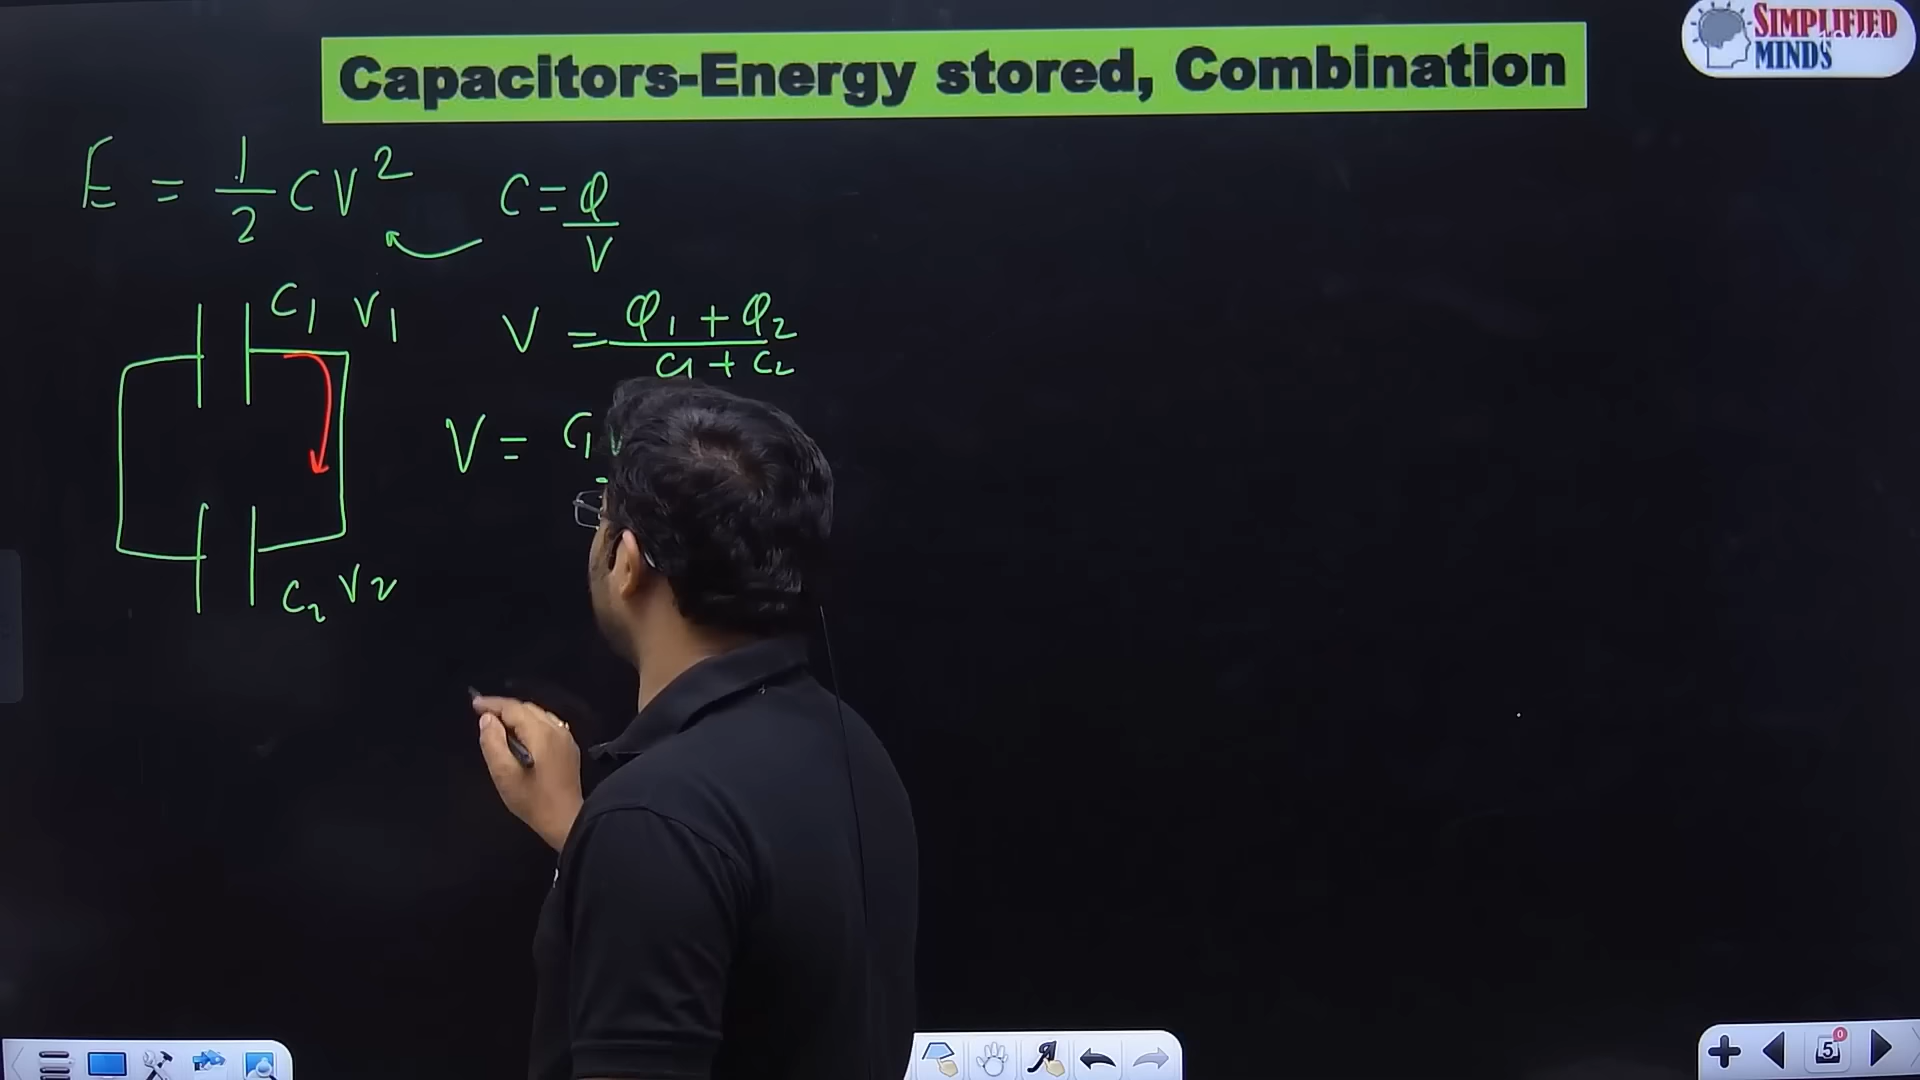 Capacitors-Energy stored, Combination
SIMPLIFIED
MINDS
E = 1/2 CV² C = Q/V
C₁ V₁
V = Q₁ + Q₂ / C₁ + C₂
V = C₁
C₂ V₂
5
0